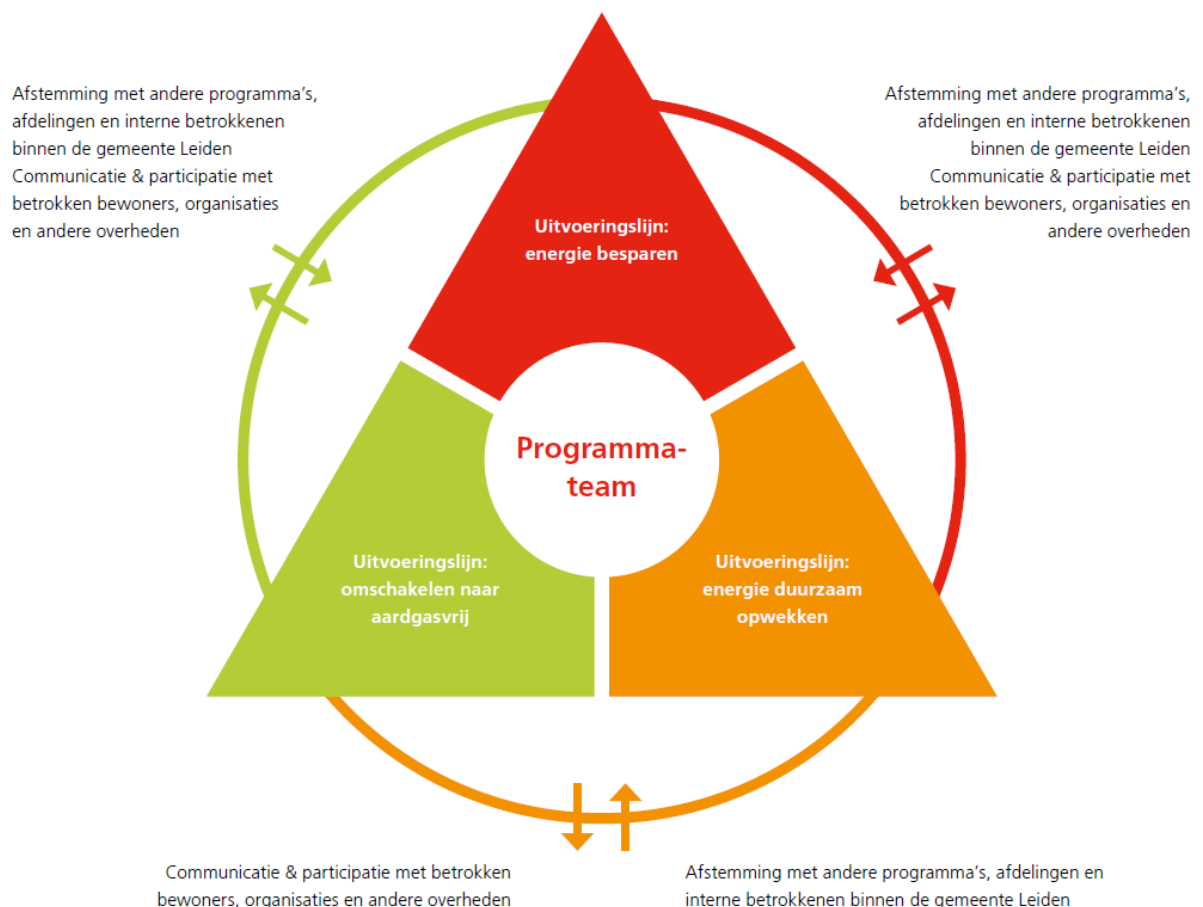 Afstemming met andere programma’s,
afdelingen en interne betrokkenen
binnen de gemeente Leiden
Communicatie & participatie met
betrokken bewoners, organisaties
en andere overheden
Afstemming met andere programma’s,
afdelingen en interne betrokkenen
binnen de gemeente Leiden
Communicatie & participatie met
betrokken bewoners, organisaties en
andere overheden
Uitvoeringslijn:
energie besparen
Programma-
team
Uitvoeringslijn:
omschakelen naar
aardgasvrij
Uitvoeringslijn:
energie duurzaam
opwekken
Communicatie & participatie met betrokken
bewoners, organisaties en andere overheden
Afstemming met andere programma’s, afdelingen en
interne betrokkenen binnen de gemeente Leiden